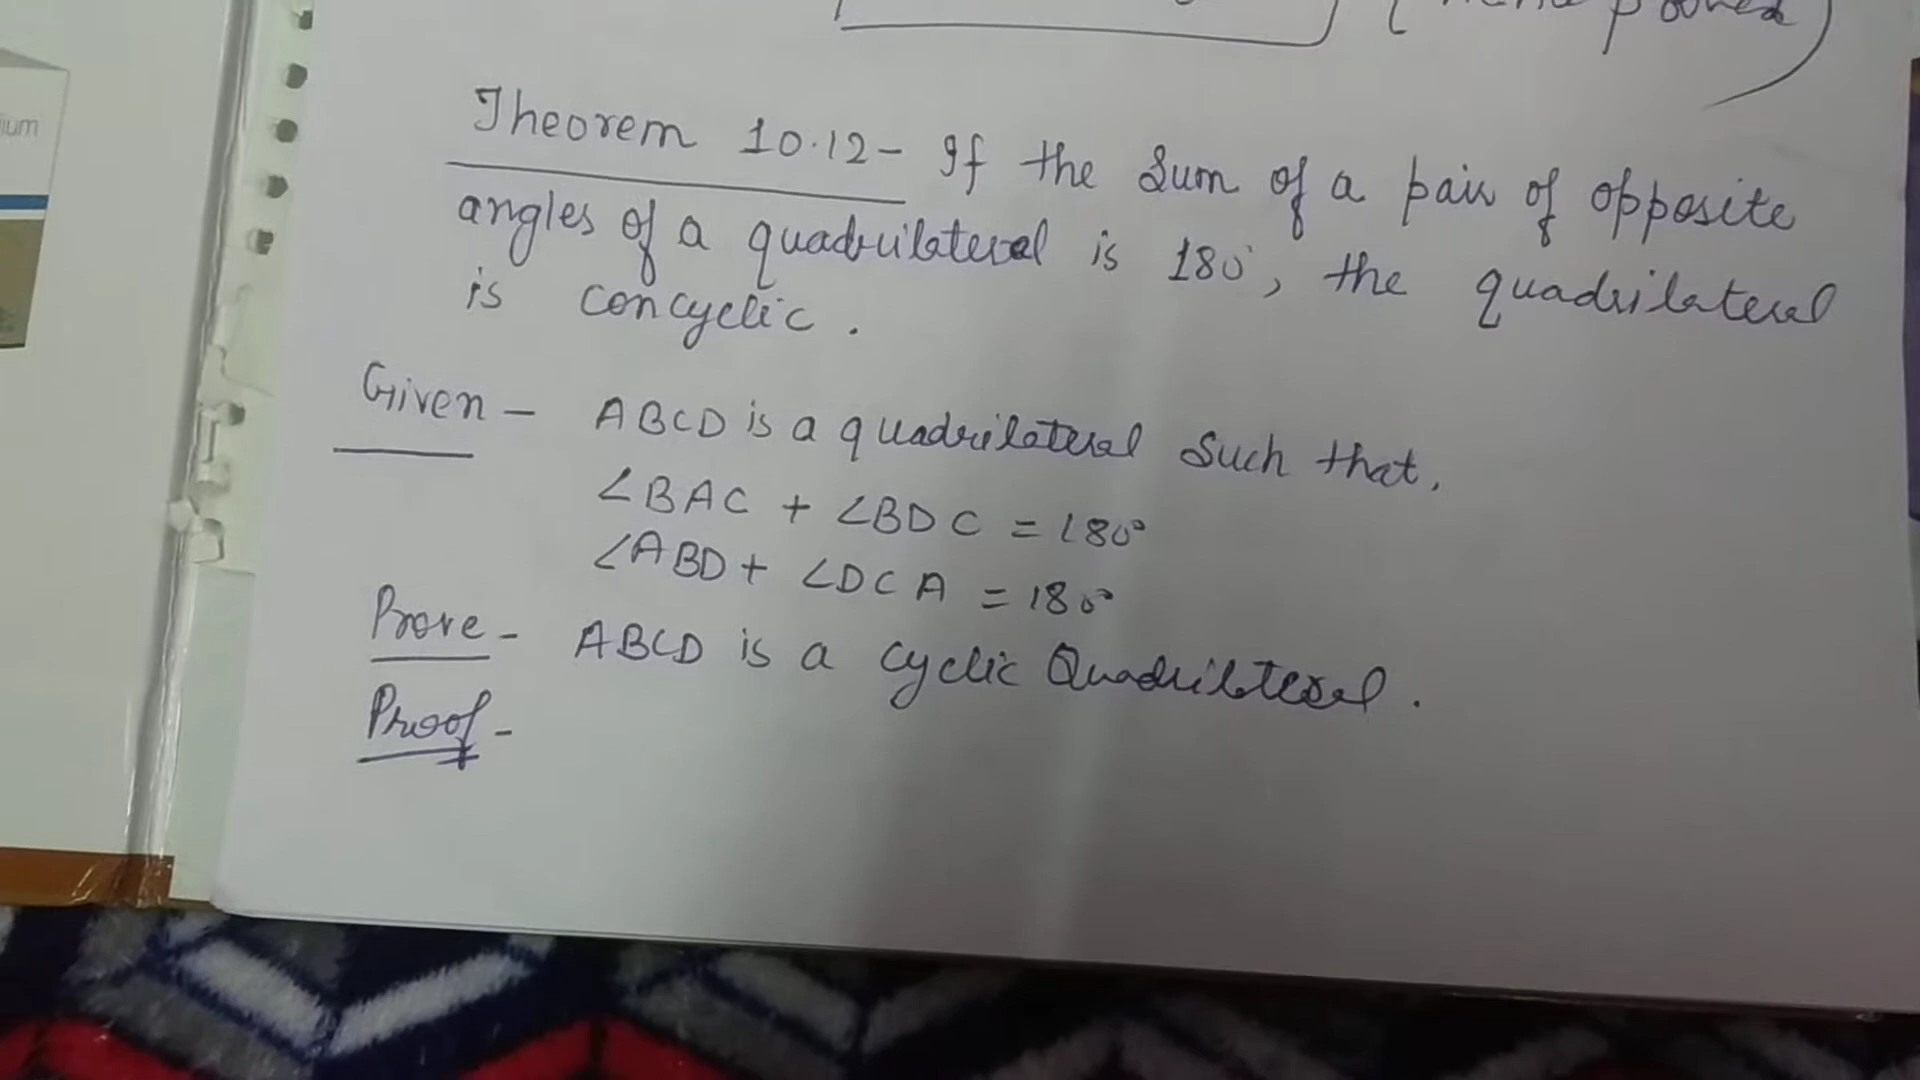 Theorem 10.12- If the Sum of a pair of opposite
angles of a quadrilateral is 180°, the quadrilateral
is concyclic.
Given - ABCD is a quadrilateral Such that,
∠BAC + ∠BDC = 180°
∠ABD + ∠DCA = 180°
Prove - ABCD is a cyclic Quadrilateral.
Proof -